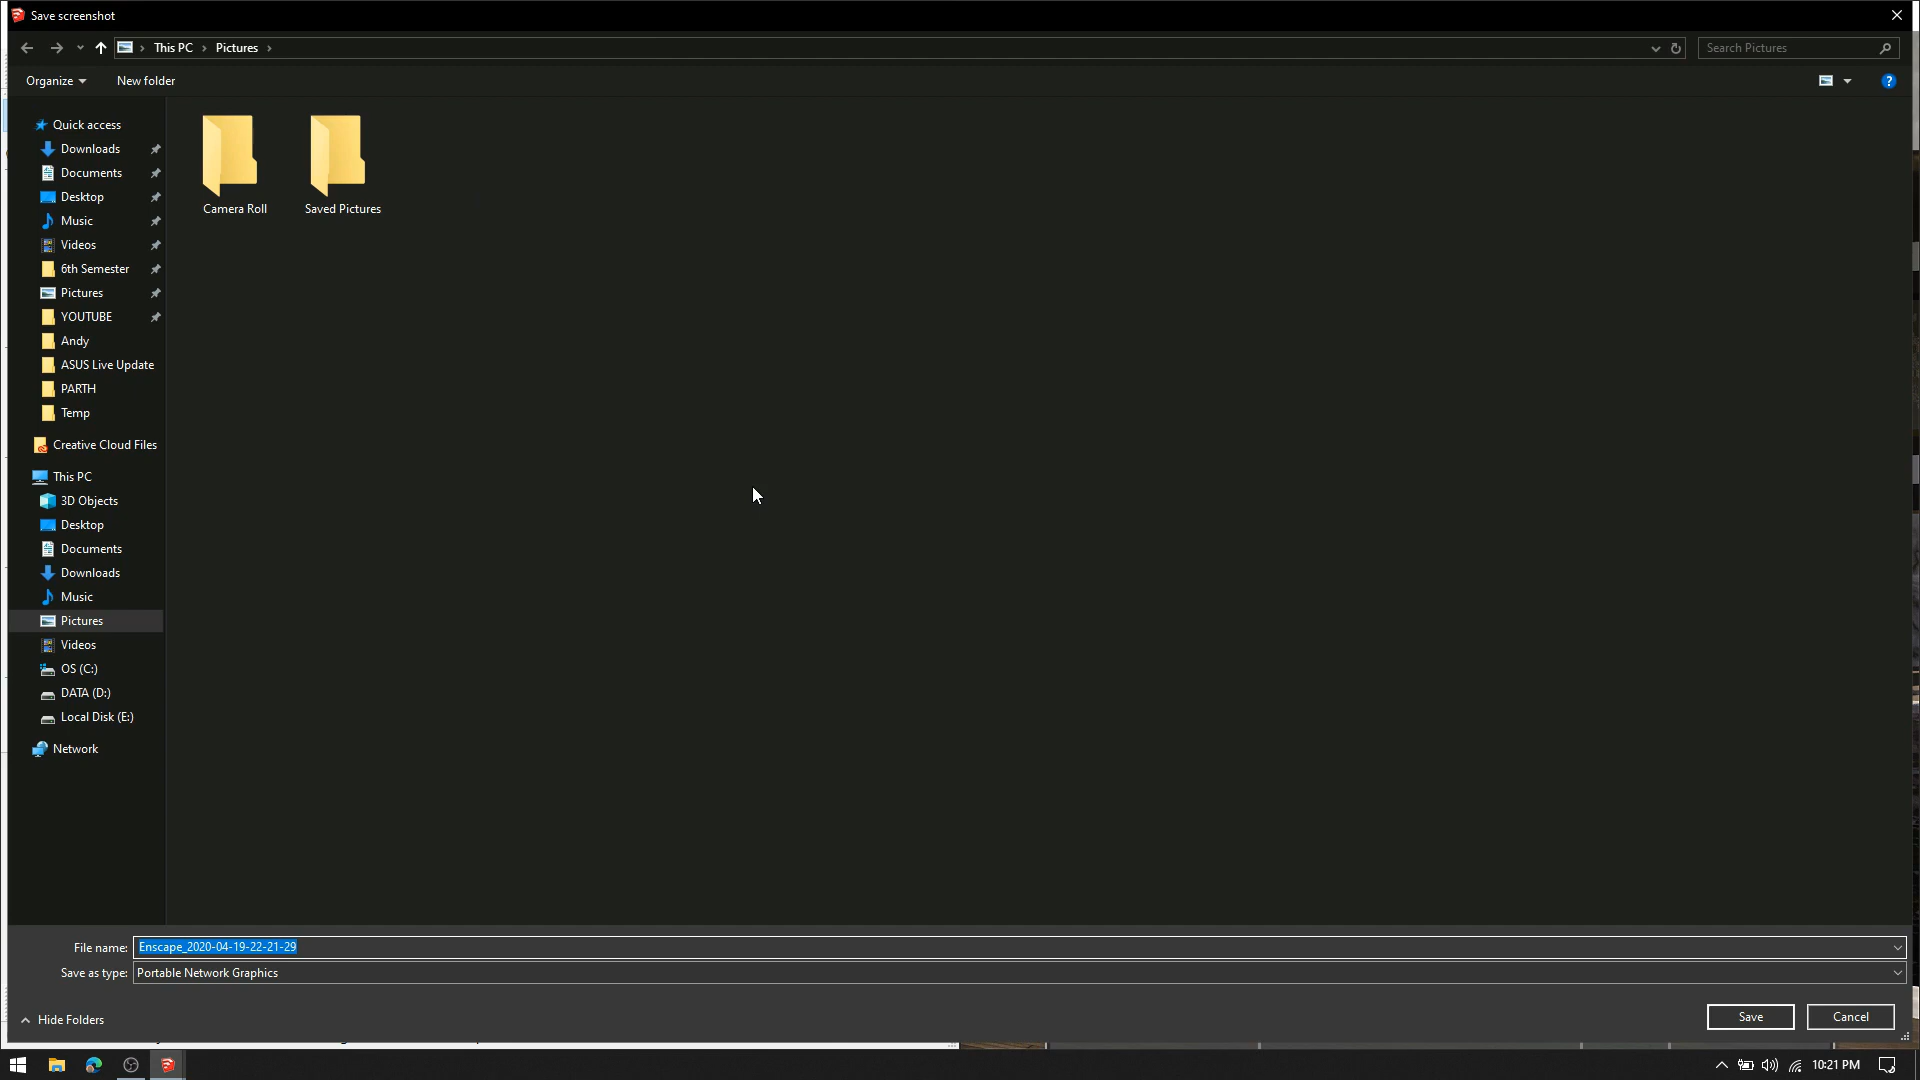 Save screenshot
This PC
Pictures
Search Pictures
Organize
New folder
?
Quick access
Downloads
Documents
Desktop
Music
Videos
6th Semester
Pictures
YOUTUBE
Andy
ASUS Live Update
PARTH
Temp
Creative Cloud Files
This PC
3D Objects
Desktop
Documents
Downloads
Music
Pictures
Videos
OS (C:)
DATA (D:)
Local Disk (E:)
Network
Camera Roll
Saved Pictures
File name: Enscape_2020-04-19-22-21-29
Save as type: Portable Network Graphics
Hide Folders
Save
Cancel
10:21 PM